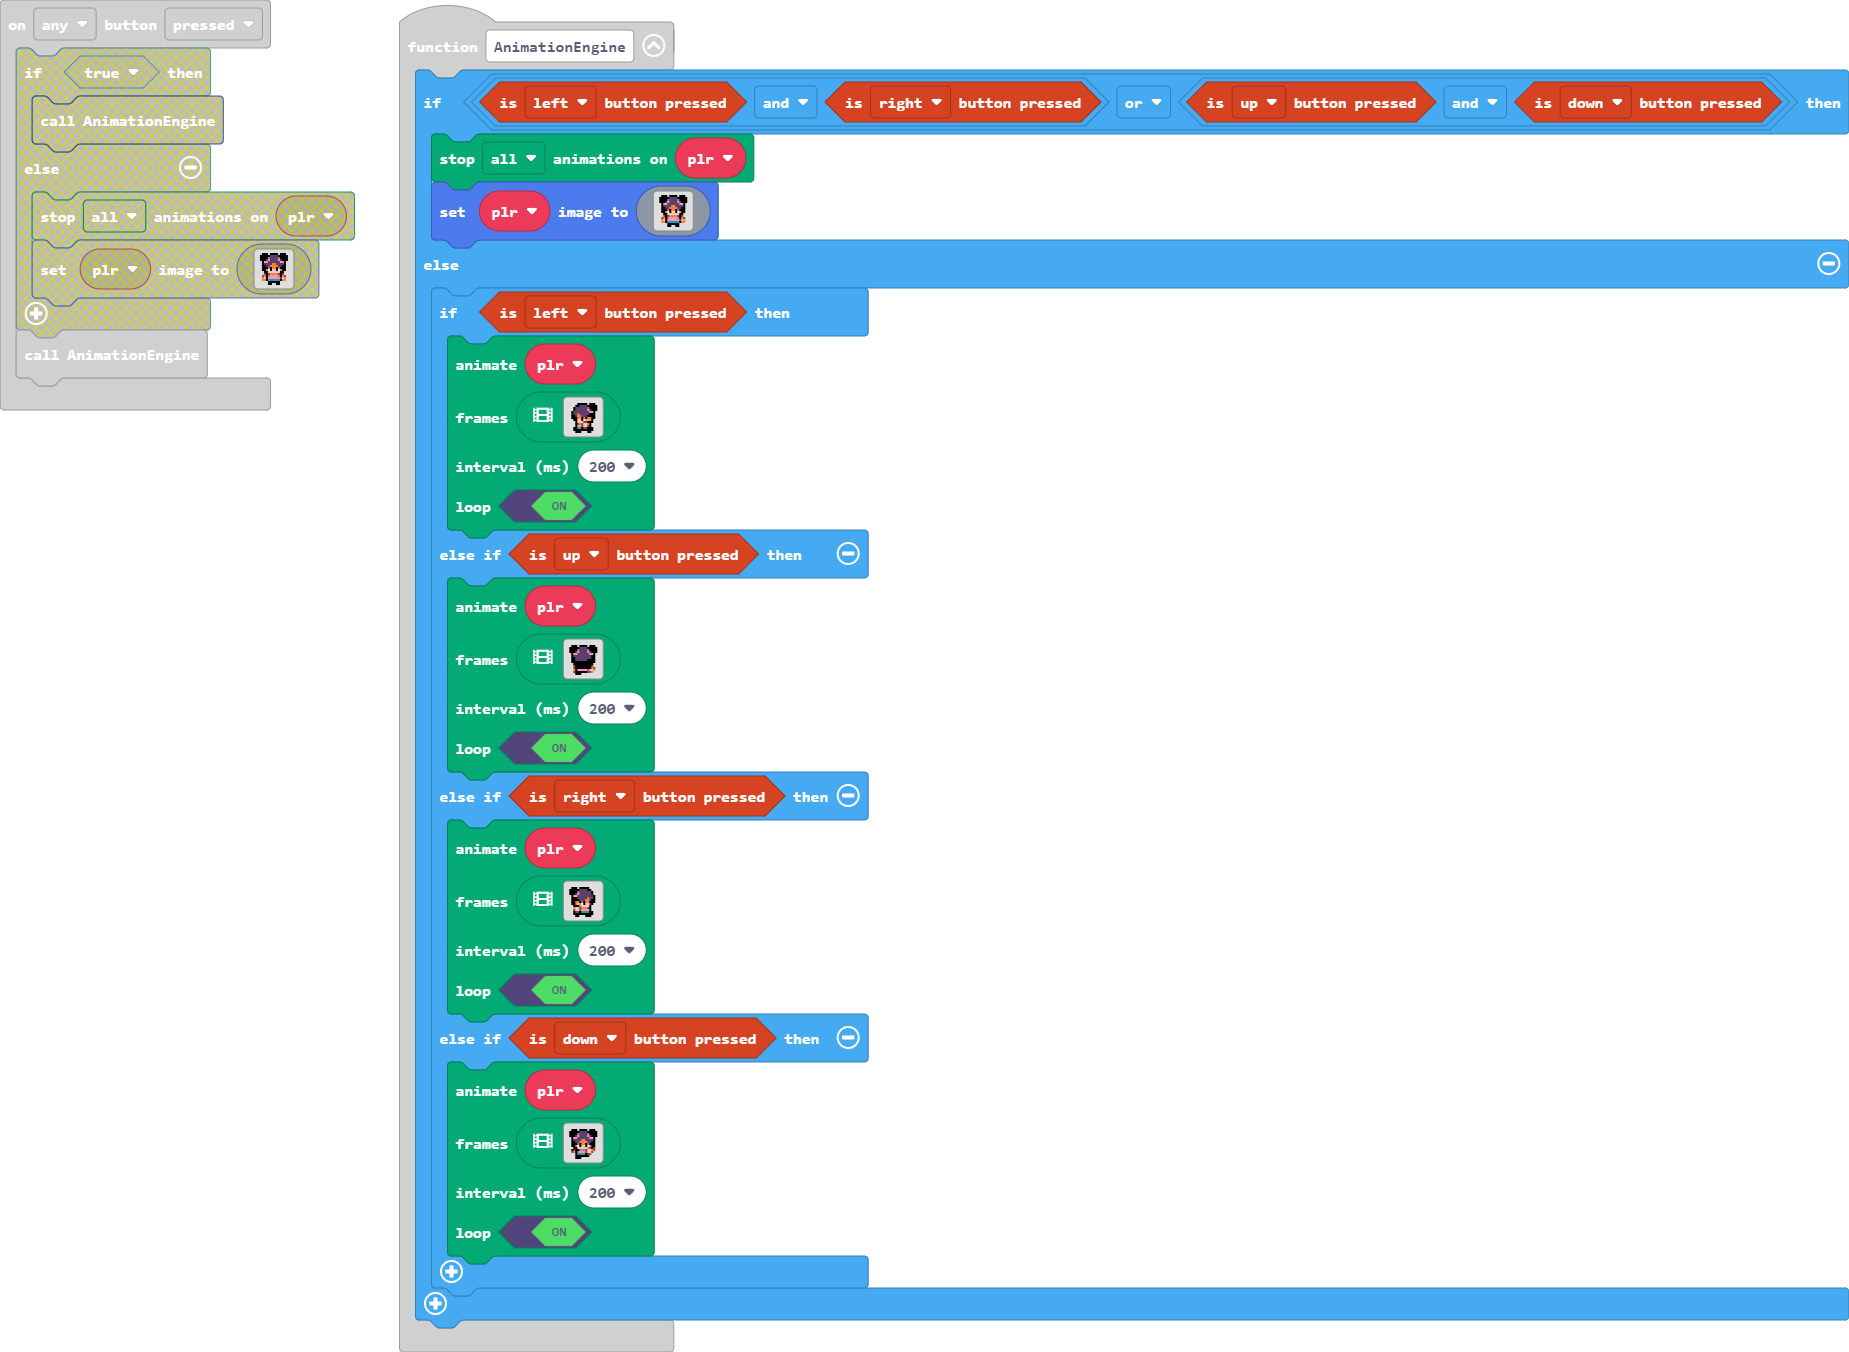 on any button pressed
if true then
call AnimationEngine
else
stop all animations on plr
set plr image to
call AnimationEngine
function AnimationEngine
if is left button pressed and is right button pressed or is up button pressed and is down button pressed then
stop all animations on plr
set plr image to
else
if is left button pressed then
animate plr
frames
interval (ms) 200
loop ON
else if is up button pressed then
animate plr
frames
interval (ms) 200
loop ON
else if is right button pressed then
animate plr
frames
interval (ms) 200
loop ON
else if is down button pressed then
animate plr
frames
interval (ms) 200
loop ON